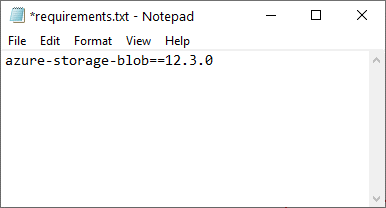 *requirements.txt - Notepad
File Edit Format View Help
azure-storage-blob==12.3.0